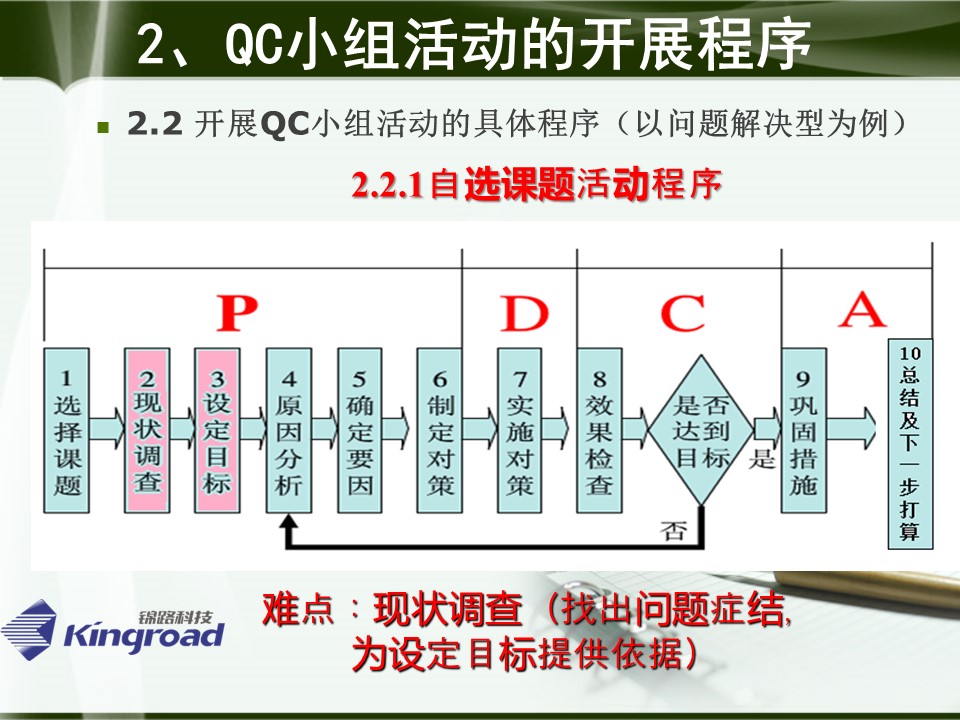 2、QC小组活动的开展程序
2.2 开展QC小组活动的具体程序（以问题解决型为例）
2.2.1自选课题活动程序
P
D
C
A
1选择课题
2现状调查
3设定目标
4原因分析
5确定要因
6制定对策
7实施对策
8效果检查
是否
达到
目标
是
否
9巩固措施
10总结及下一步打算
难点：现状调查（找出问题症结,
为设定目标提供依据）
锦路科技
Kingroad